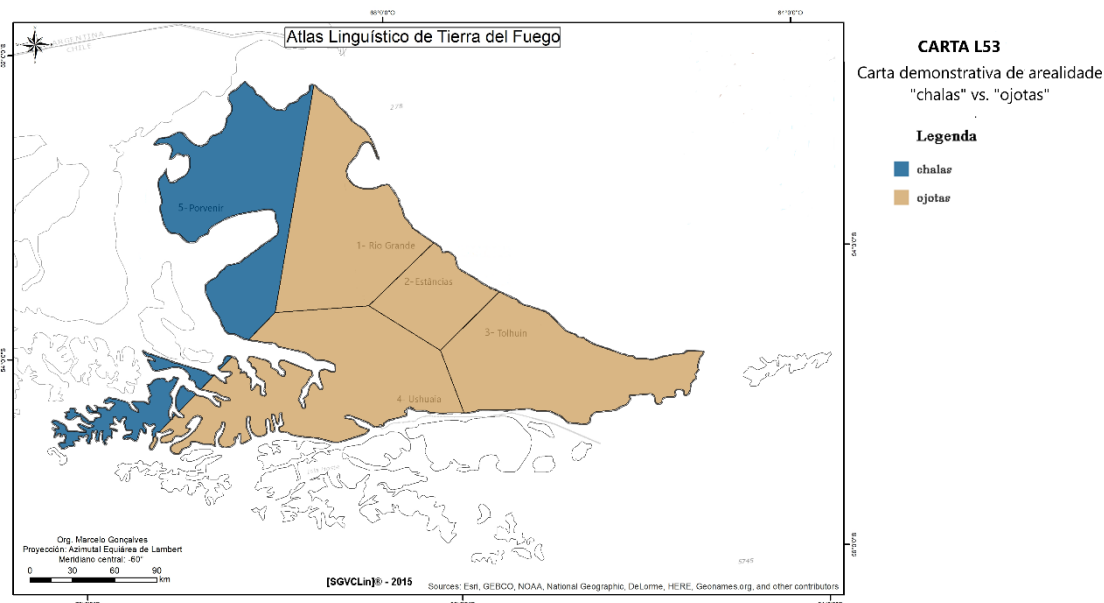 Atlas Linguístico de Tierra del Fuego
ARGENTINA
CHILE
278
5- Porvenir
1- Rio Grande
2- Estâncias
3- Tolhuin
4- Ushuaia
6745
Org. Marcelo Gonçalves
Proyección: Azimutal Equiárea de Lambert
Meridiano central: -60°
0 30 60 90
km
[SGVCLin]® - 2015
Sources: Esri, GEBCO, NOAA, National Geographic, DeLorme, HERE, Geonames.org, and other contributors
CARTA L53
Carta demonstrativa de arealidade
"chalas" vs. "ojotas"
Legenda
chalas
ojotas